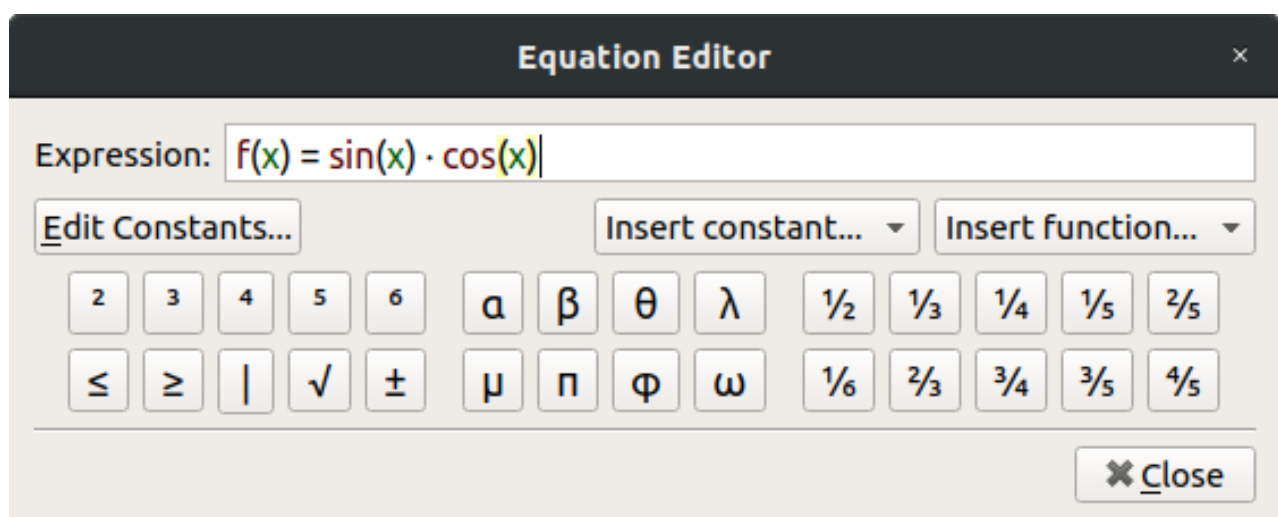 Equation Editor ×
Expression: f(x) = sin(x) · cos(x)
Edit Constants... Insert constant... Insert function...
² ³ ⁴ ⁵ ⁶ α β θ λ ½ ⅓ ¼ ⅕ ⅖
≤ ≥ | √ ± μ π φ ω ⅙ ⅔ ¾ ⅗ ⅘
Close